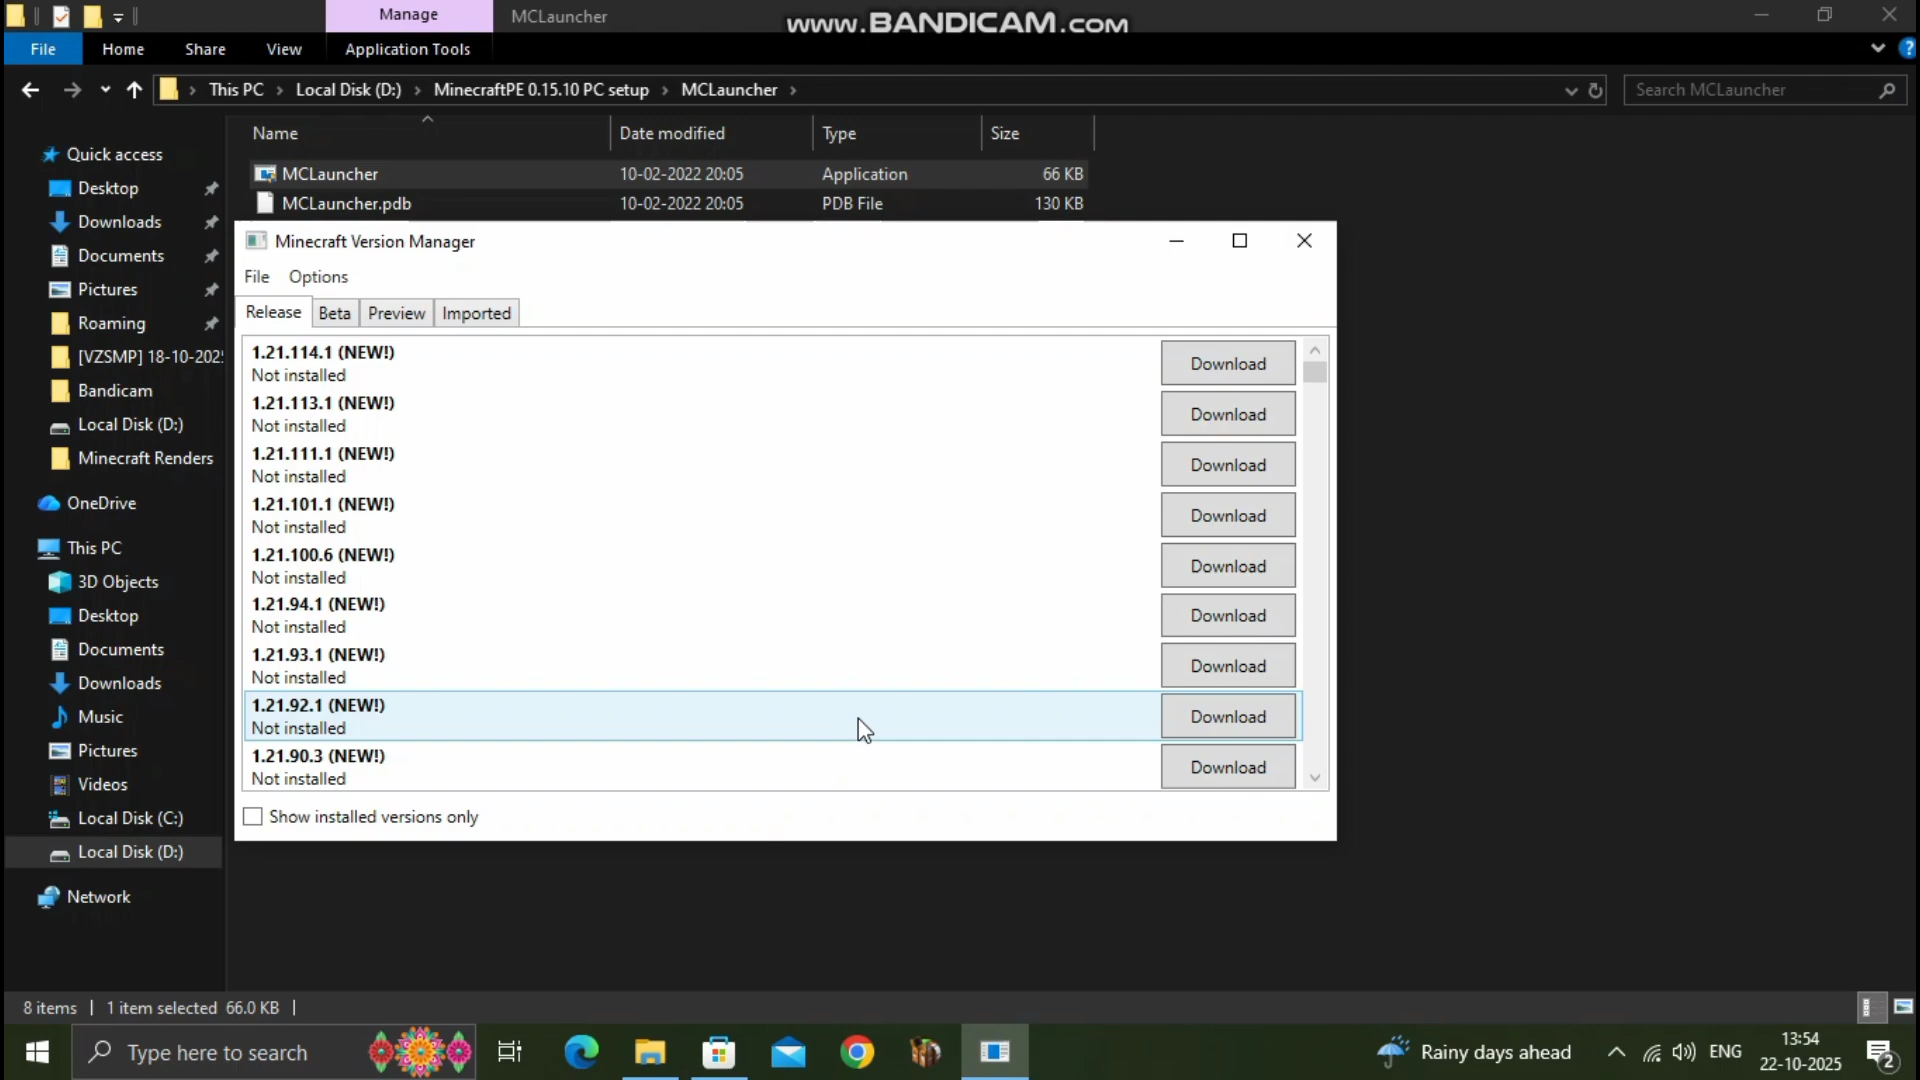 Manage
MCLauncher
www.BANDICAM.com
File
Home
Share
View
Application Tools
This PC
Local Disk (D:)
MinecraftPE 0.15.10 PC setup
MCLauncher
Search MCLauncher
Name
Date modified
Type
Size
MCLauncher
10-02-2022 20:05
Application
66 KB
MCLauncher.pdb
10-02-2022 20:05
PDB File
130 KB
Quick access
Desktop
Downloads
Documents
Pictures
Roaming
[VZSMP] 18-10-202
Bandicam
Local Disk (D:)
Minecraft Renders
OneDrive
This PC
3D Objects
Desktop
Documents
Downloads
Music
Pictures
Videos
Local Disk (C:)
Local Disk (D:)
Network
Minecraft Version Manager
File
Options
Release
Beta
Preview
Imported
1.21.114.1 (NEW!)
Not installed
Download
1.21.113.1 (NEW!)
Not installed
Download
1.21.111.1 (NEW!)
Not installed
Download
1.21.101.1 (NEW!)
Not installed
Download
1.21.100.6 (NEW!)
Not installed
Download
1.21.94.1 (NEW!)
Not installed
Download
1.21.93.1 (NEW!)
Not installed
Download
1.21.92.1 (NEW!)
Not installed
Download
1.21.90.3 (NEW!)
Not installed
Download
Show installed versions only
8 items
1 item selected 66.0 KB
Type here to search
Rainy days ahead
ENG
13:54
22-10-2025
2